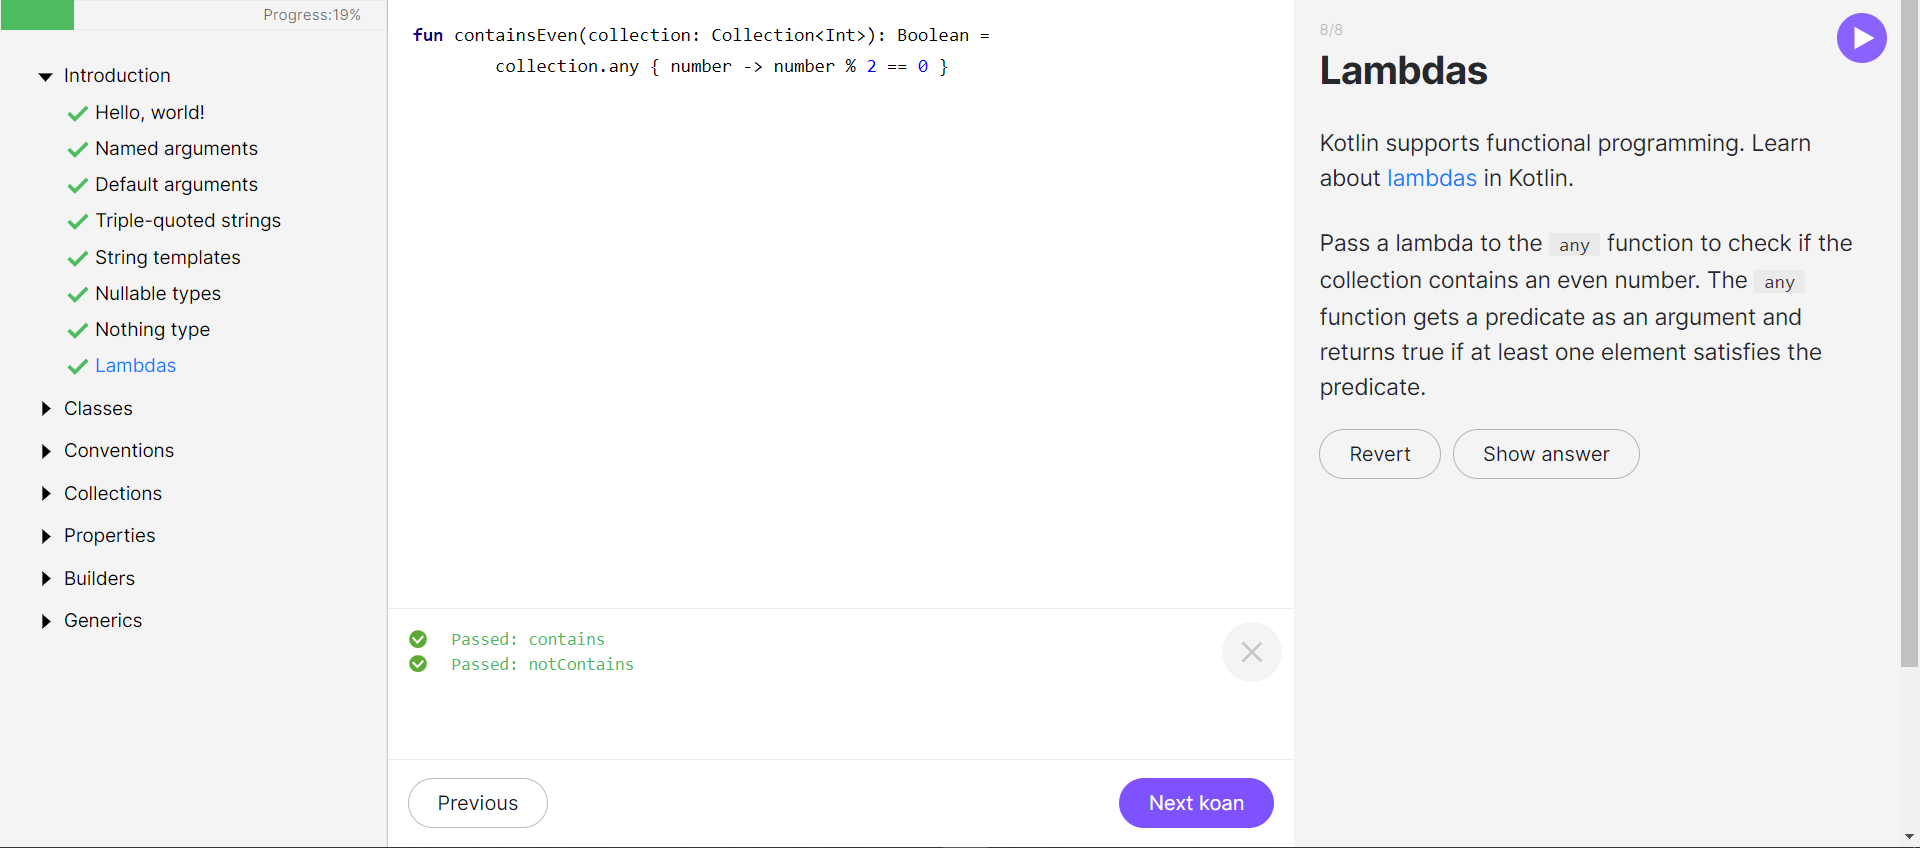 Progress:19%
Introduction
Hello, world!
Named arguments
Default arguments
Triple-quoted strings
String templates
Nullable types
Nothing type
Lambdas
Classes
Conventions
Collections
Properties
Builders
Generics
fun containsEven(collection: Collection<Int>): Boolean =
        collection.any { number -> number % 2 == 0 }
Passed: contains
Passed: notContains
Previous
Next koan
8/8
Lambdas
Kotlin supports functional programming. Learn
about lambdas in Kotlin.
Pass a lambda to the any function to check if the
collection contains an even number. The any
function gets a predicate as an argument and
returns true if at least one element satisfies the
predicate.
Revert
Show answer